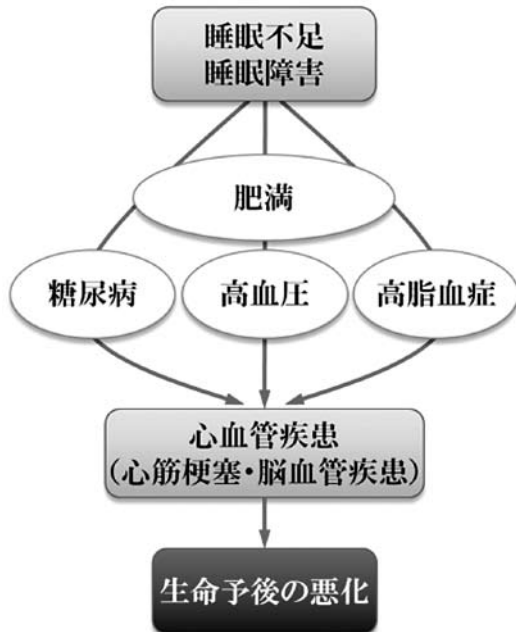 睡眠不足
睡眠障害
肥満
糖尿病
高血圧
高脂血症
心血管疾患
(心筋梗塞・脳血管疾患)
生命予後の悪化